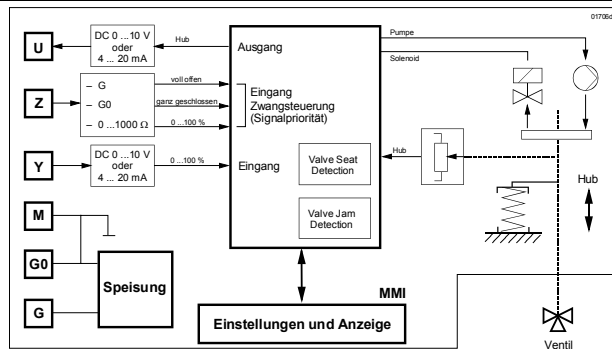 01706d
U
DC 0 ...10 V
oder
4 ... 20 mA
Hub
Ausgang
Pumpe
Solenoid
Z
– G
– G0
– 0 ...1000 Ω
voll offen
ganz geschlossen
0 ...100 %
Eingang
Zwangsteuerung
(Signalpriorität)
Y
DC 0 ...10 V
oder
4 ... 20 mA
0 ...100 %
Eingang
Valve Seat
Detection
Valve Jam
Detection
Hub
Hub
M
G0
G
Speisung
MMI
Einstellungen und Anzeige
Ventil